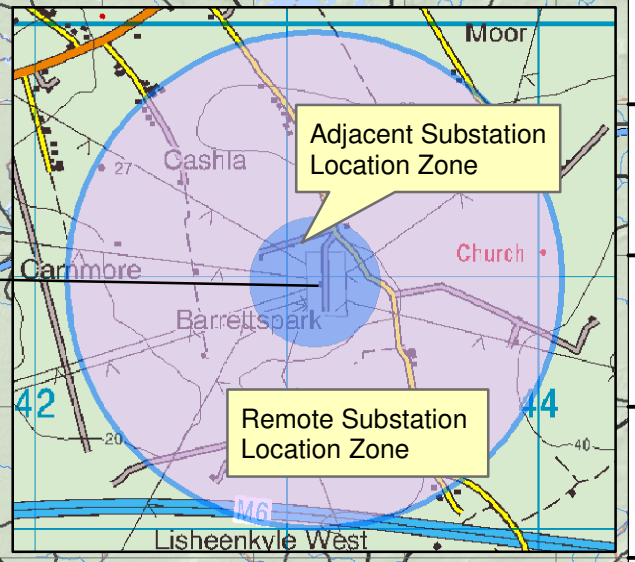 Moor
Adjacent Substation
Location Zone
Cashla
27
Church
Carnmore
Barrettspark
42
44
Remote Substation
Location Zone
20
40
M6
Lisheenkyle West